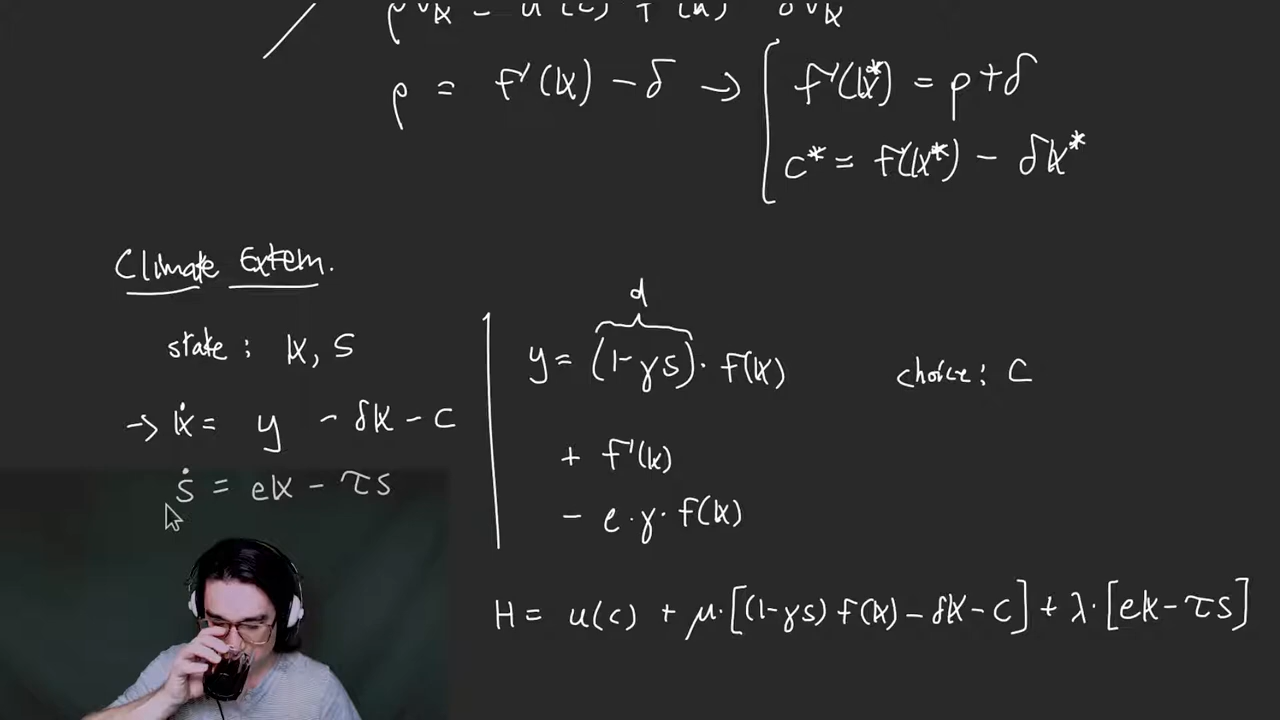 ρ = f'(k) - δ → f'(k*) = ρ + δ
c* = f(k*) - δk*
Climate Extern.
state: k, s
→ k̇ = y - δk - c
ṡ = ek - τs
d
y = (1-γs)· f(k)
+ f'(k)
- e·γ·f(k)
choice: c
H = u(c) + μ·[(1-γs) f(k) - δk - c] + λ·[ek - τs]